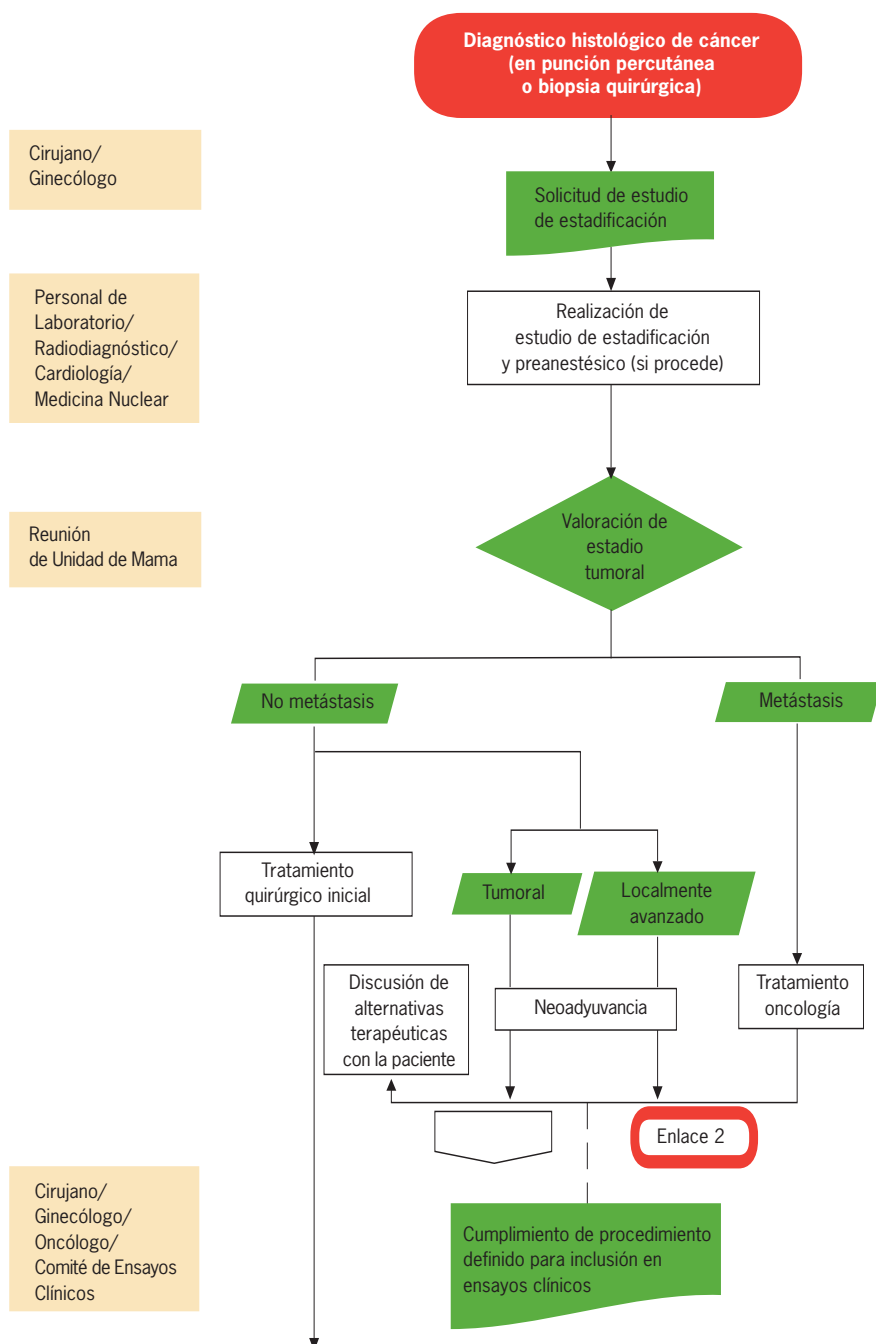 Diagnóstico histológico de cáncer
(en punción percutánea
o biopsia quirúrgica)
Cirujano/
Ginecólogo
Solicitud de estudio
de estadificación
Personal de
Laboratorio/
Radiodiagnóstico/
Cardiología/
Medicina Nuclear
Realización de
estudio de estadificación
y preanestésico (si procede)
Reunión
de Unidad de Mama
Valoración de
estadio
tumoral
No metástasis
Metástasis
Tratamiento
quirúrgico inicial
Tumoral
Localmente
avanzado
Discusión de
alternativas
terapéuticas
con la paciente
Neoadyuvancia
Tratamiento
oncología
Enlace 2
Cirujano/
Ginecólogo/
Oncólogo/
Comité de Ensayos
Clínicos
Cumplimiento de procedimiento
definido para inclusión en
ensayos clínicos